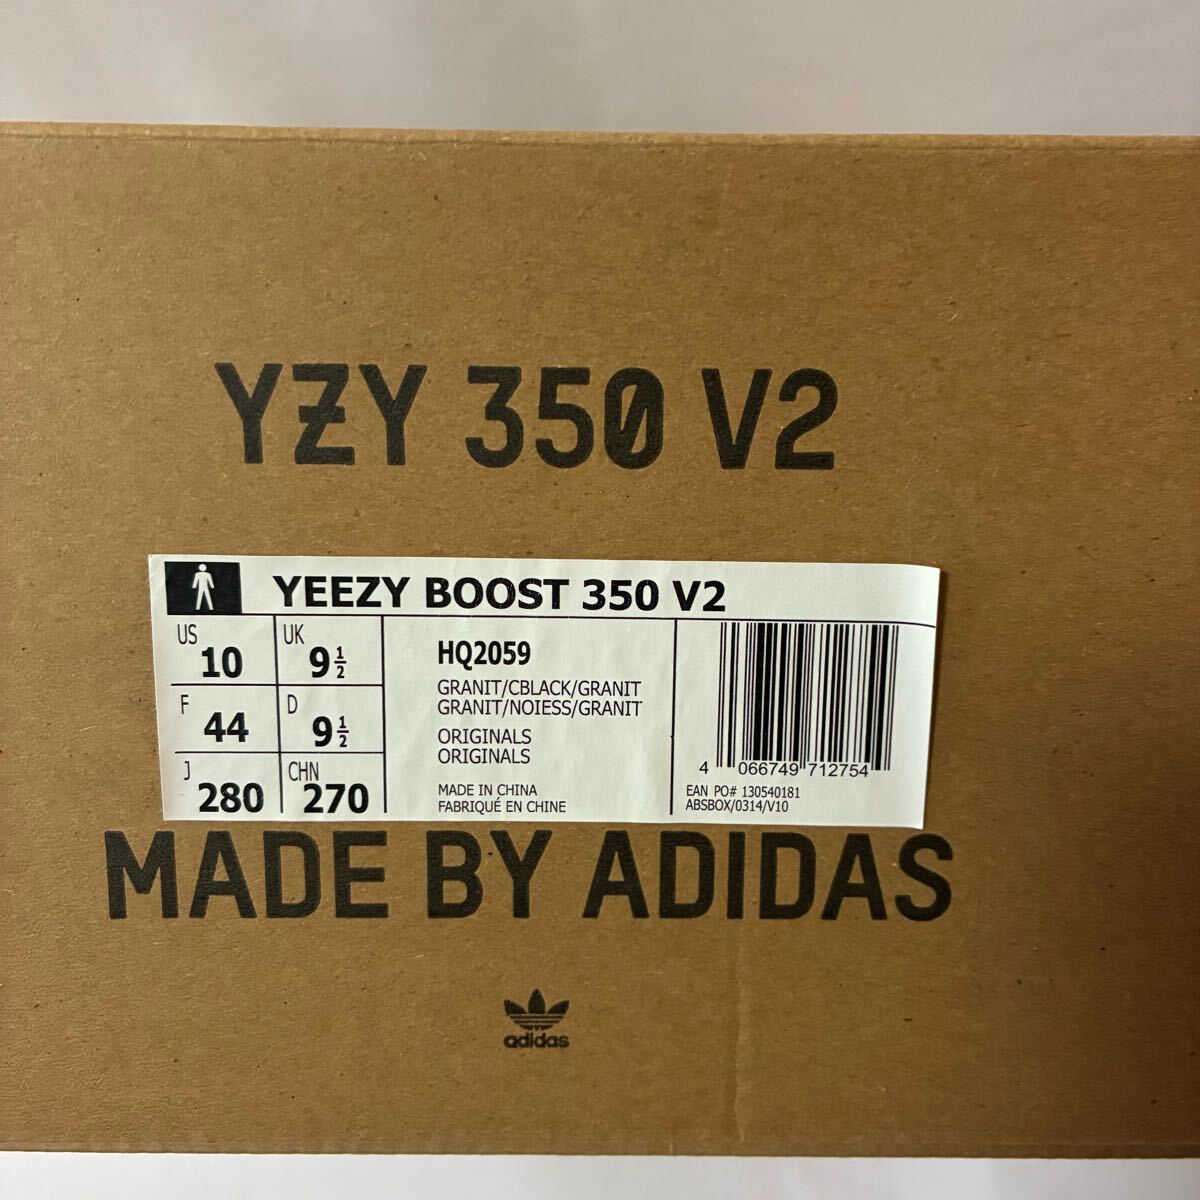 YZY 350 V2
YEEZY BOOST 350 V2
US 10
UK 9 1/2
F 44
D 9 1/2
J 280
CHN 270
HQ2059
GRANIT/CBLACK/GRANIT
GRANIT/NOIESS/GRANIT
ORIGINALS
ORIGINALS
MADE IN CHINA
FABRIQUÉ EN CHINE
4 066749 712754
EAN PO# 130540181
ABSBOX/0314/V10
MADE BY ADIDAS
adidas